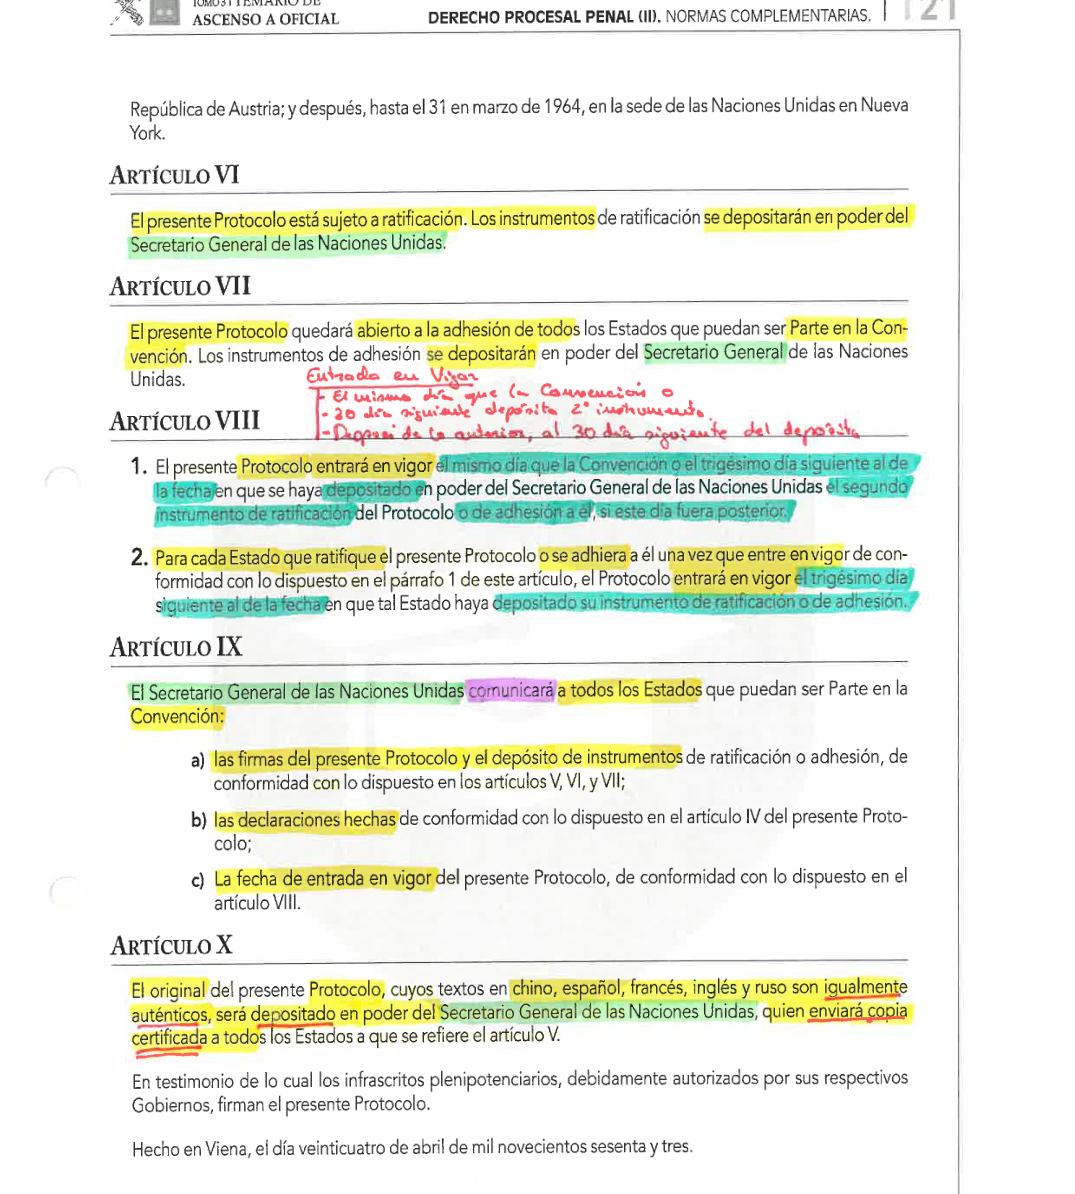 TOMO 3 | TEMARIO DE
ASCENSO A OFICIAL
DERECHO PROCESAL PENAL (II). NORMAS COMPLEMENTARIAS.
121
República de Austria; y después, hasta el 31 en marzo de 1964, en la sede de las Naciones Unidas en Nueva
York.
ARTÍCULO VI
El presente Protocolo está sujeto a ratificación. Los instrumentos de ratificación se depositarán en poder del
Secretario General de las Naciones Unidas.
ARTÍCULO VII
El presente Protocolo quedará abierto a la adhesión de todos los Estados que puedan ser Parte en la Con-
vención. Los instrumentos de adhesión se depositarán en poder del Secretario General de las Naciones
Unidas.
Entrada en Vigor
- El mismo día que la Convención o
- 30 día siguiente depósito 2º instrumento.
- Después de lo anterior, al 30 día siguiente del depósito
ARTÍCULO VIII
1. El presente Protocolo entrará en vigor el mismo día que la Convención o el trigésimo día siguiente al de
la fecha en que se haya depositado en poder del Secretario General de las Naciones Unidas el segundo
instrumento de ratificación del Protocolo o de adhesión a él, si este día fuera posterior.
2. Para cada Estado que ratifique el presente Protocolo o se adhiera a él una vez que entre en vigor de con-
formidad con lo dispuesto en el párrafo 1 de este artículo, el Protocolo entrará en vigor el trigésimo día
siguiente al de la fecha en que tal Estado haya depositado su instrumento de ratificación o de adhesión.
ARTÍCULO IX
El Secretario General de las Naciones Unidas comunicará a todos los Estados que puedan ser Parte en la
Convención:
a) las firmas del presente Protocolo y el depósito de instrumentos de ratificación o adhesión, de
conformidad con lo dispuesto en los artículos V, VI, y VII;
b) las declaraciones hechas de conformidad con lo dispuesto en el artículo IV del presente Proto-
colo;
c) La fecha de entrada en vigor del presente Protocolo, de conformidad con lo dispuesto en el
artículo VIII.
ARTÍCULO X
El original del presente Protocolo, cuyos textos en chino, español, francés, inglés y ruso son igualmente
auténticos, será depositado en poder del Secretario General de las Naciones Unidas, quien enviará copia
certificada a todos los Estados a que se refiere el artículo V.
En testimonio de lo cual los infrascritos plenipotenciarios, debidamente autorizados por sus respectivos
Gobiernos, firman el presente Protocolo.
Hecho en Viena, el día veinticuatro de abril de mil novecientos sesenta y tres.